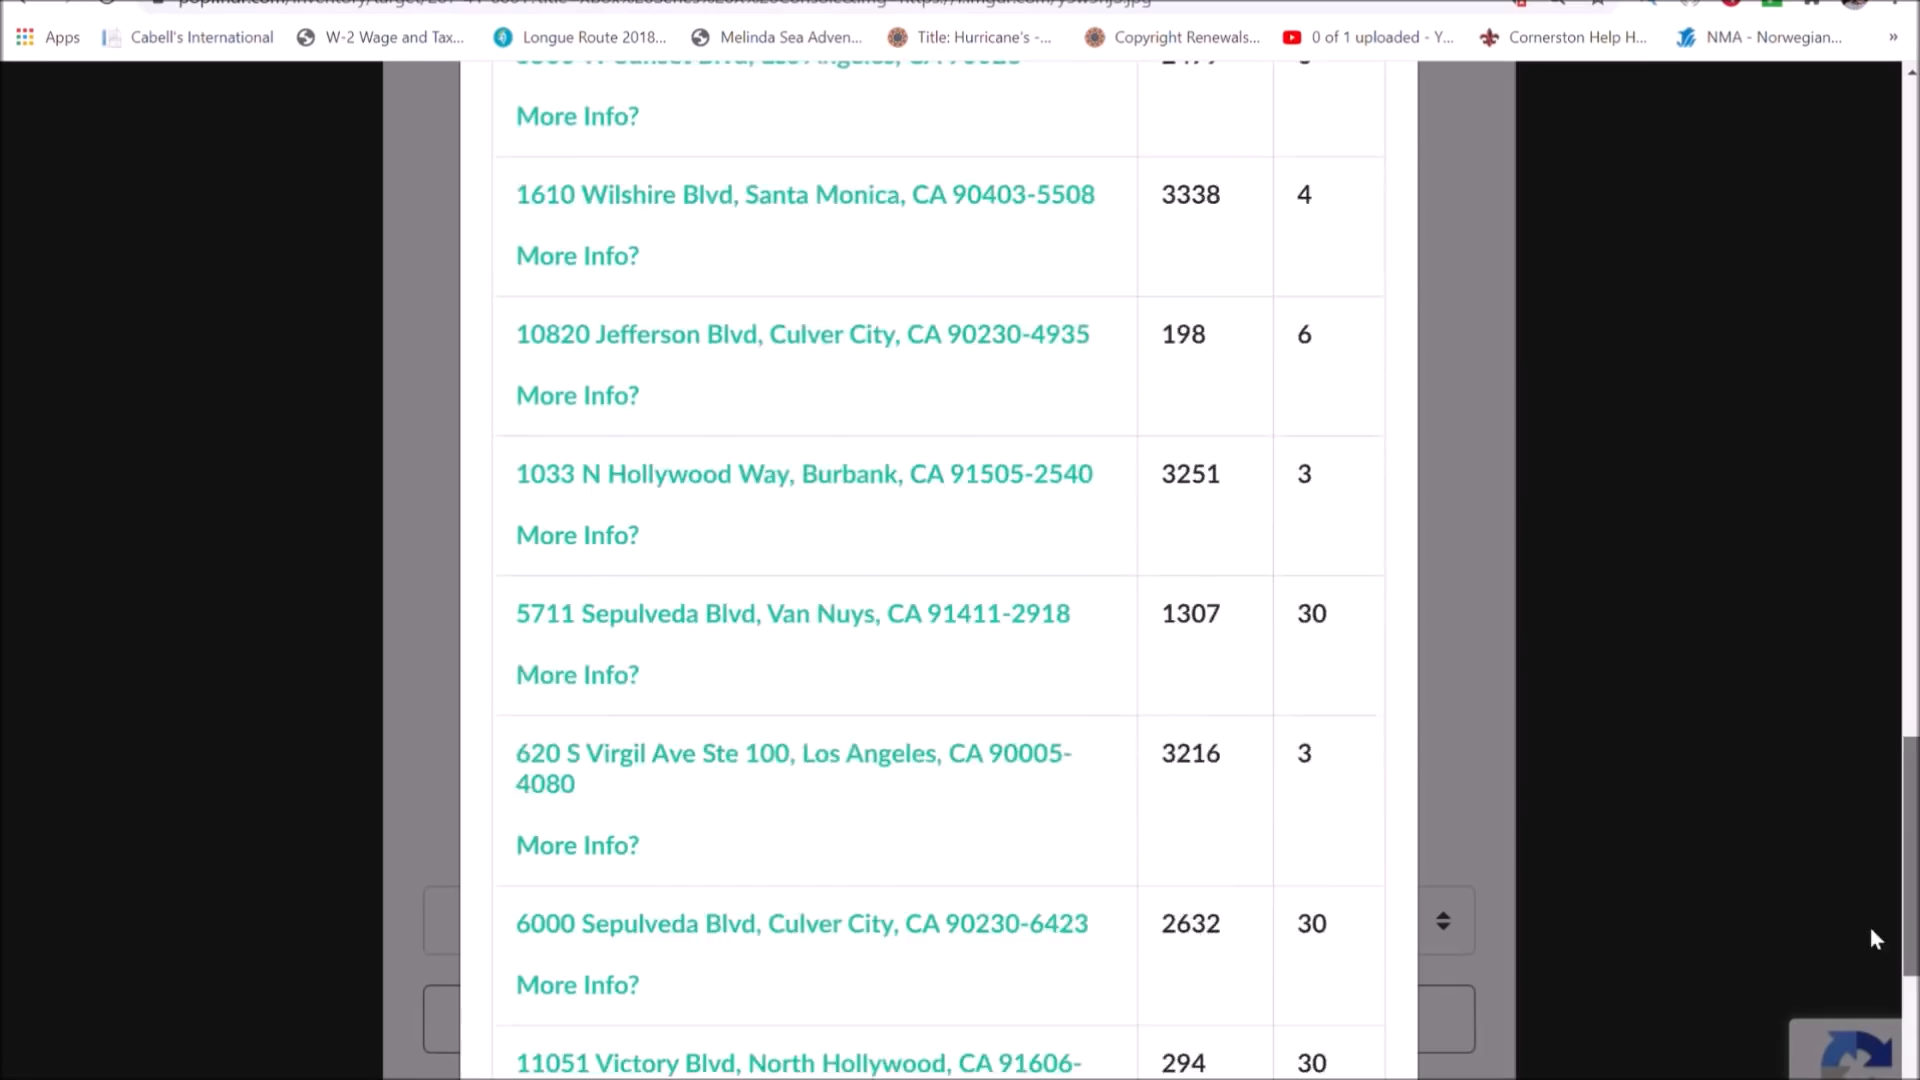 Apps Cabell's International W-2 Wage and Tax... Longue Route 2018... Melinda Sea Adven... Title: Hurricane's -... Copyright Renewals... 0 of 1 uploaded - Y... Cornerston Help H... NMA - Norwegian... »
More Info?
1610 Wilshire Blvd, Santa Monica, CA 90403-5508 3338 4
More Info?
10820 Jefferson Blvd, Culver City, CA 90230-4935 198 6
More Info?
1033 N Hollywood Way, Burbank, CA 91505-2540 3251 3
More Info?
5711 Sepulveda Blvd, Van Nuys, CA 91411-2918 1307 30
More Info?
620 S Virgil Ave Ste 100, Los Angeles, CA 90005- 3216 3
4080
More Info?
6000 Sepulveda Blvd, Culver City, CA 90230-6423 2632 30
More Info?
11051 Victory Blvd, North Hollywood, CA 91606- 294 30